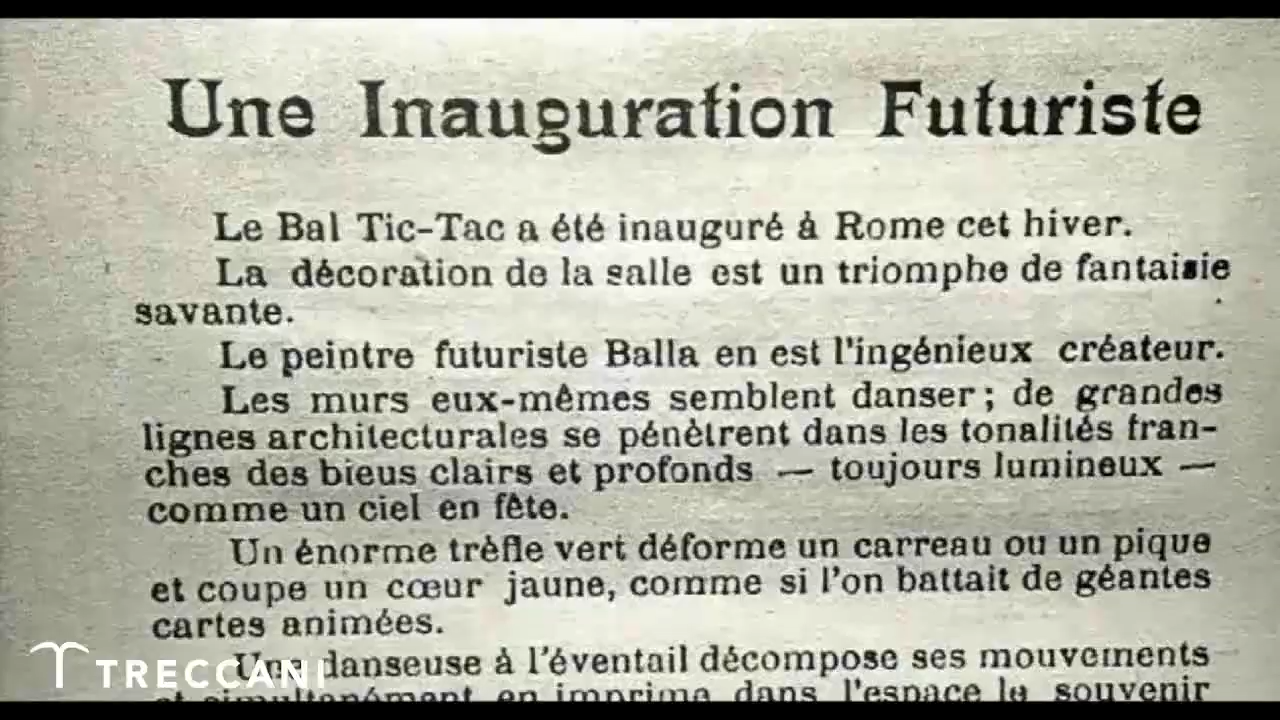 Une Inauguration Futuriste
Le Bal Tic-Tac a été inauguré à Rome cet hiver.
La décoration de la salle est un triomphe de fantaisie
savante.
Le peintre futuriste Balla en est l'ingénieux créateur.
Les murs eux-mêmes semblent danser ; de grandes
lignes architecturales se pénètrent dans les tonalités fran-
ches des bleus clairs et profonds — toujours lumineux —
comme un ciel en fête.
Un énorme trèfle vert déforme un carreau ou un pique
et coupe un cœur jaune, comme si l'on battait de géantes
cartes animées.
Une danseuse à l'éventail décompose ses mouvements
et simultanément en imprime dans l'espace le souvenir
TRECCANI